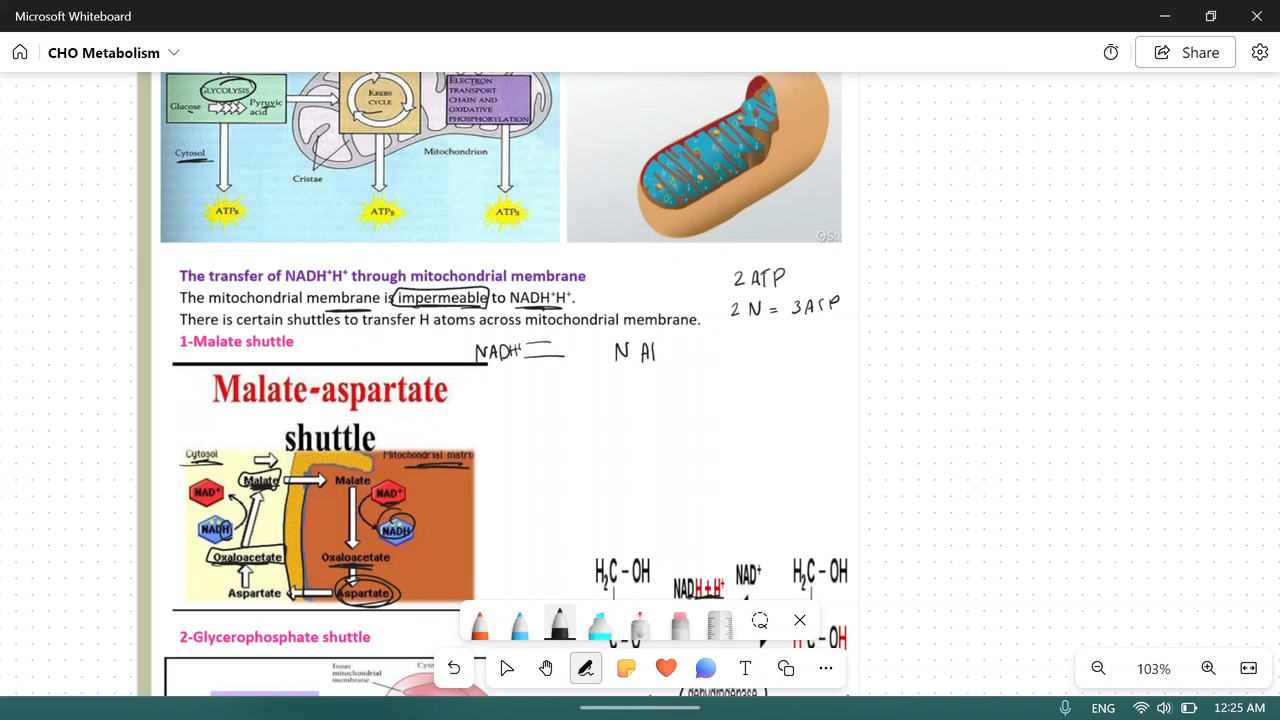 Microsoft Whiteboard
CHO Metabolism
Share
GLYCOLYSIS
Glucose
Pyruvic
acid
KREBS
CYCLE
ELECTRON
TRANSPORT
CHAIN AND
OXIDATIVE
PHOSPHORYLATION
Cytosol
Mitochondrion
Cristae
ATPs
ATPs
ATPs
The transfer of NADH⁺H⁺ through mitochondrial membrane
The mitochondrial membrane is impermeable to NADH⁺H⁺.
There is certain shuttles to transfer H atoms across mitochondrial membrane.
2 ATP
2 N = 3 ATP
1-Malate shuttle
NADH⁺
Malate-aspartate
shuttle
Cytosol
Mitochondrial matri
Malate
Malate
NAD⁺
NAD⁺
NADH
NADH
Oxaloacetate
Oxaloacetate
Aspartate
Aspartate
H₂C – OH
NADH + H⁺
NAD⁺
H₂C – OH
2-Glycerophosphate shuttle
Inner
mitochondrial
membrane
103%
ENG
12:25 AM